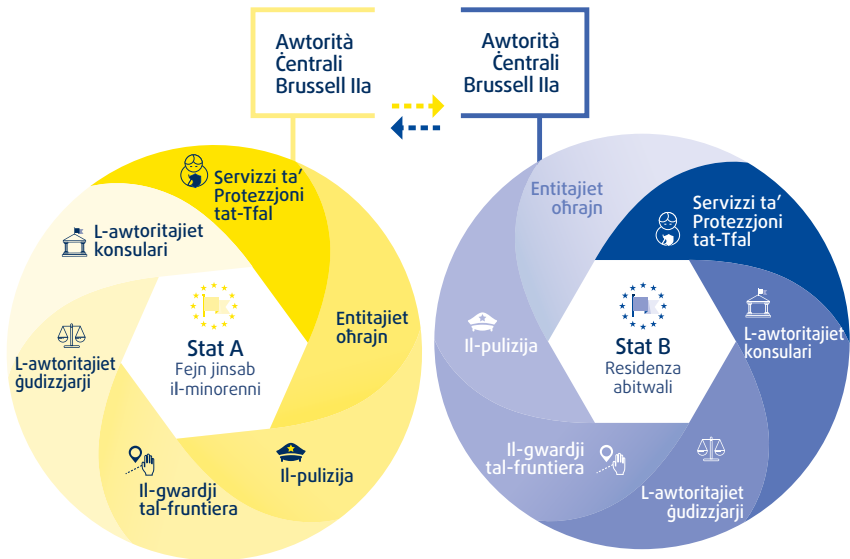 Awtorità
Ċentrali
Brussell IIa
Awtorità
Ċentrali
Brussell IIa
Servizzi ta’
Protezzjoni
tat-Tfal
L-awtoritajiet
konsulari
L-awtoritajiet
ġudizzjarji
Il-gwardji
tal-fruntiera
Il-pulizija
Entitajiet
oħrajn
Stat A
Fejn jinsab
il-minorenni
Entitajiet
oħrajn
Servizzi ta’
Protezzjoni
tat-Tfal
L-awtoritajiet
konsulari
L-awtoritajiet
ġudizzjarji
Il-gwardji
tal-fruntiera
Il-pulizija
Stat B
Residenza
abitwali